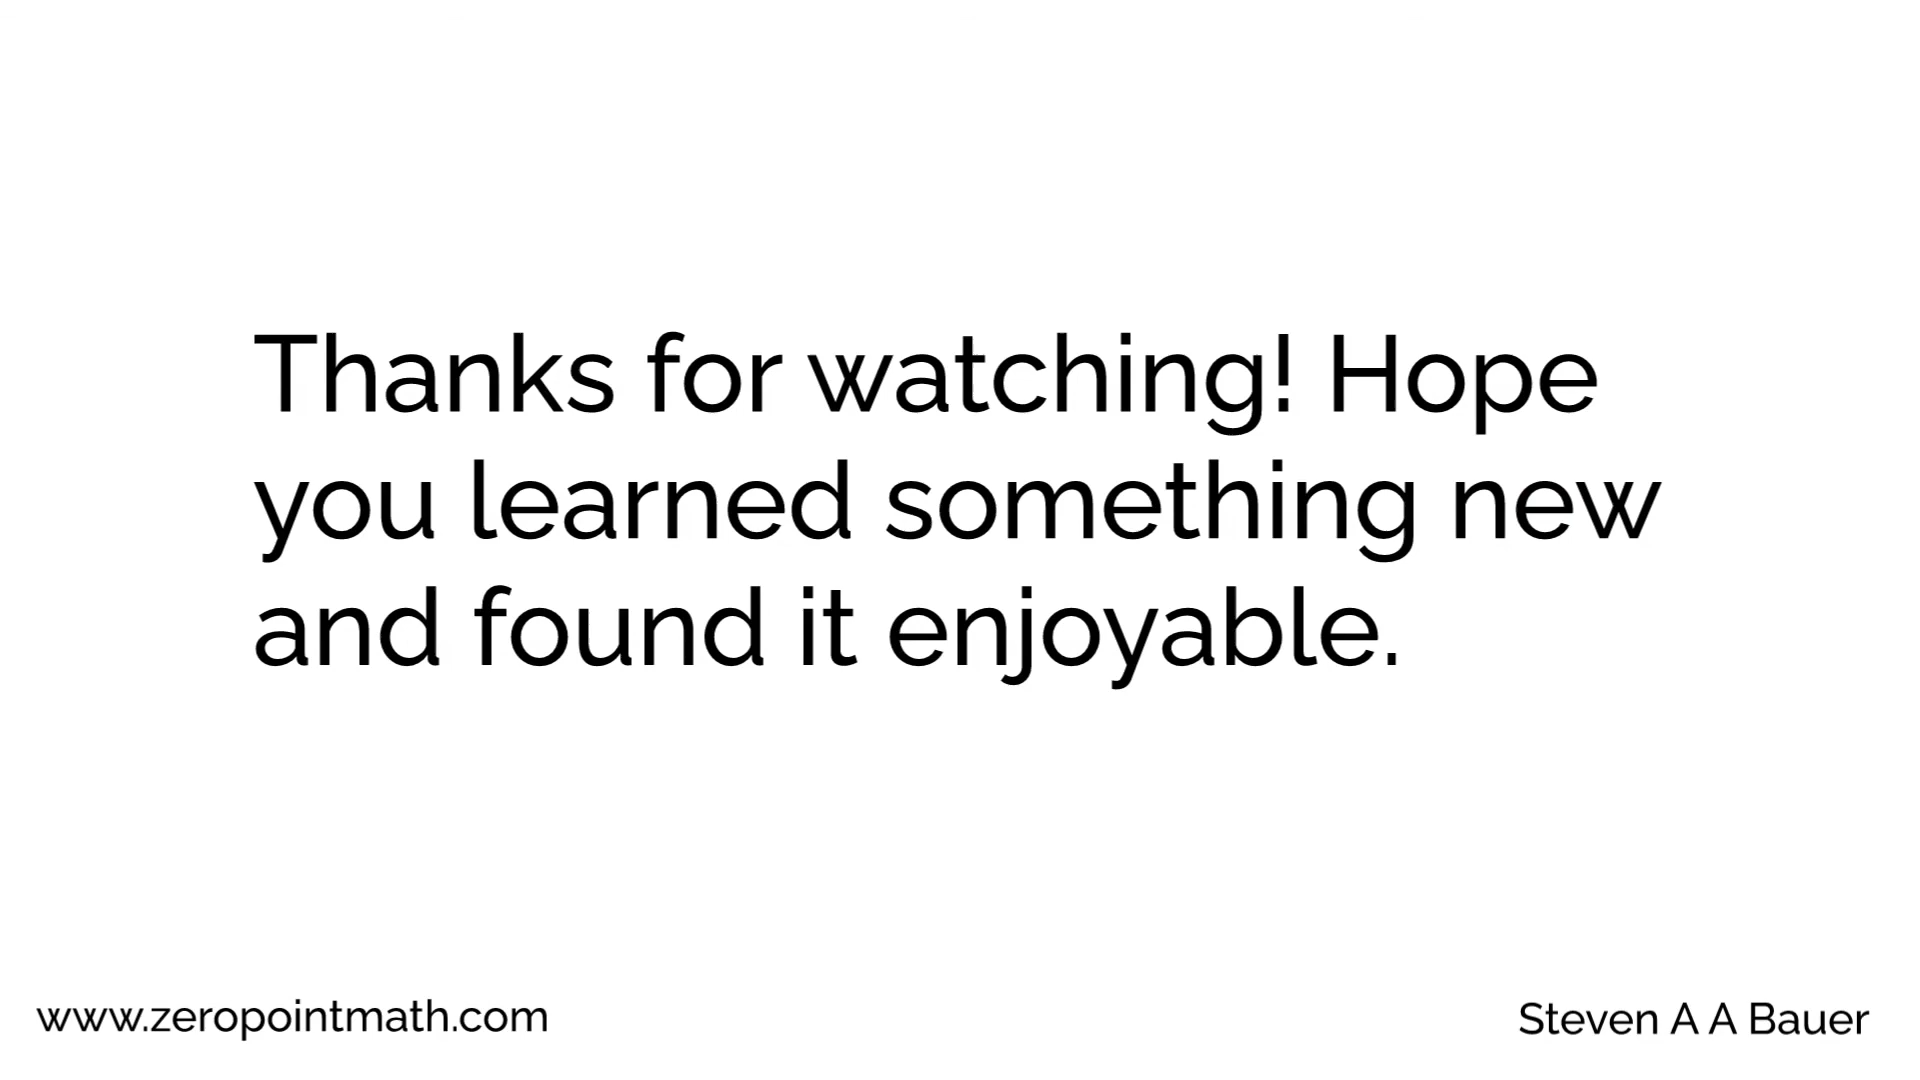 Thanks for watching! Hope
you learned something new
and found it enjoyable.
www.zeropointmath.com
Steven A A Bauer